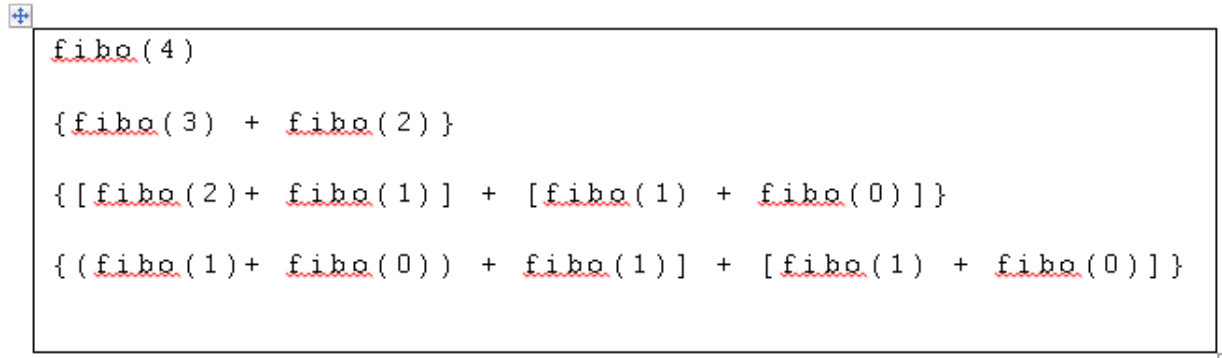 fibo(4)
{fibo(3) + fibo(2)}
{[fibo(2)+ fibo(1)] + [fibo(1) + fibo(0)]}
{(fibo(1)+ fibo(0)) + fibo(1)] + [fibo(1) + fibo(0)]}